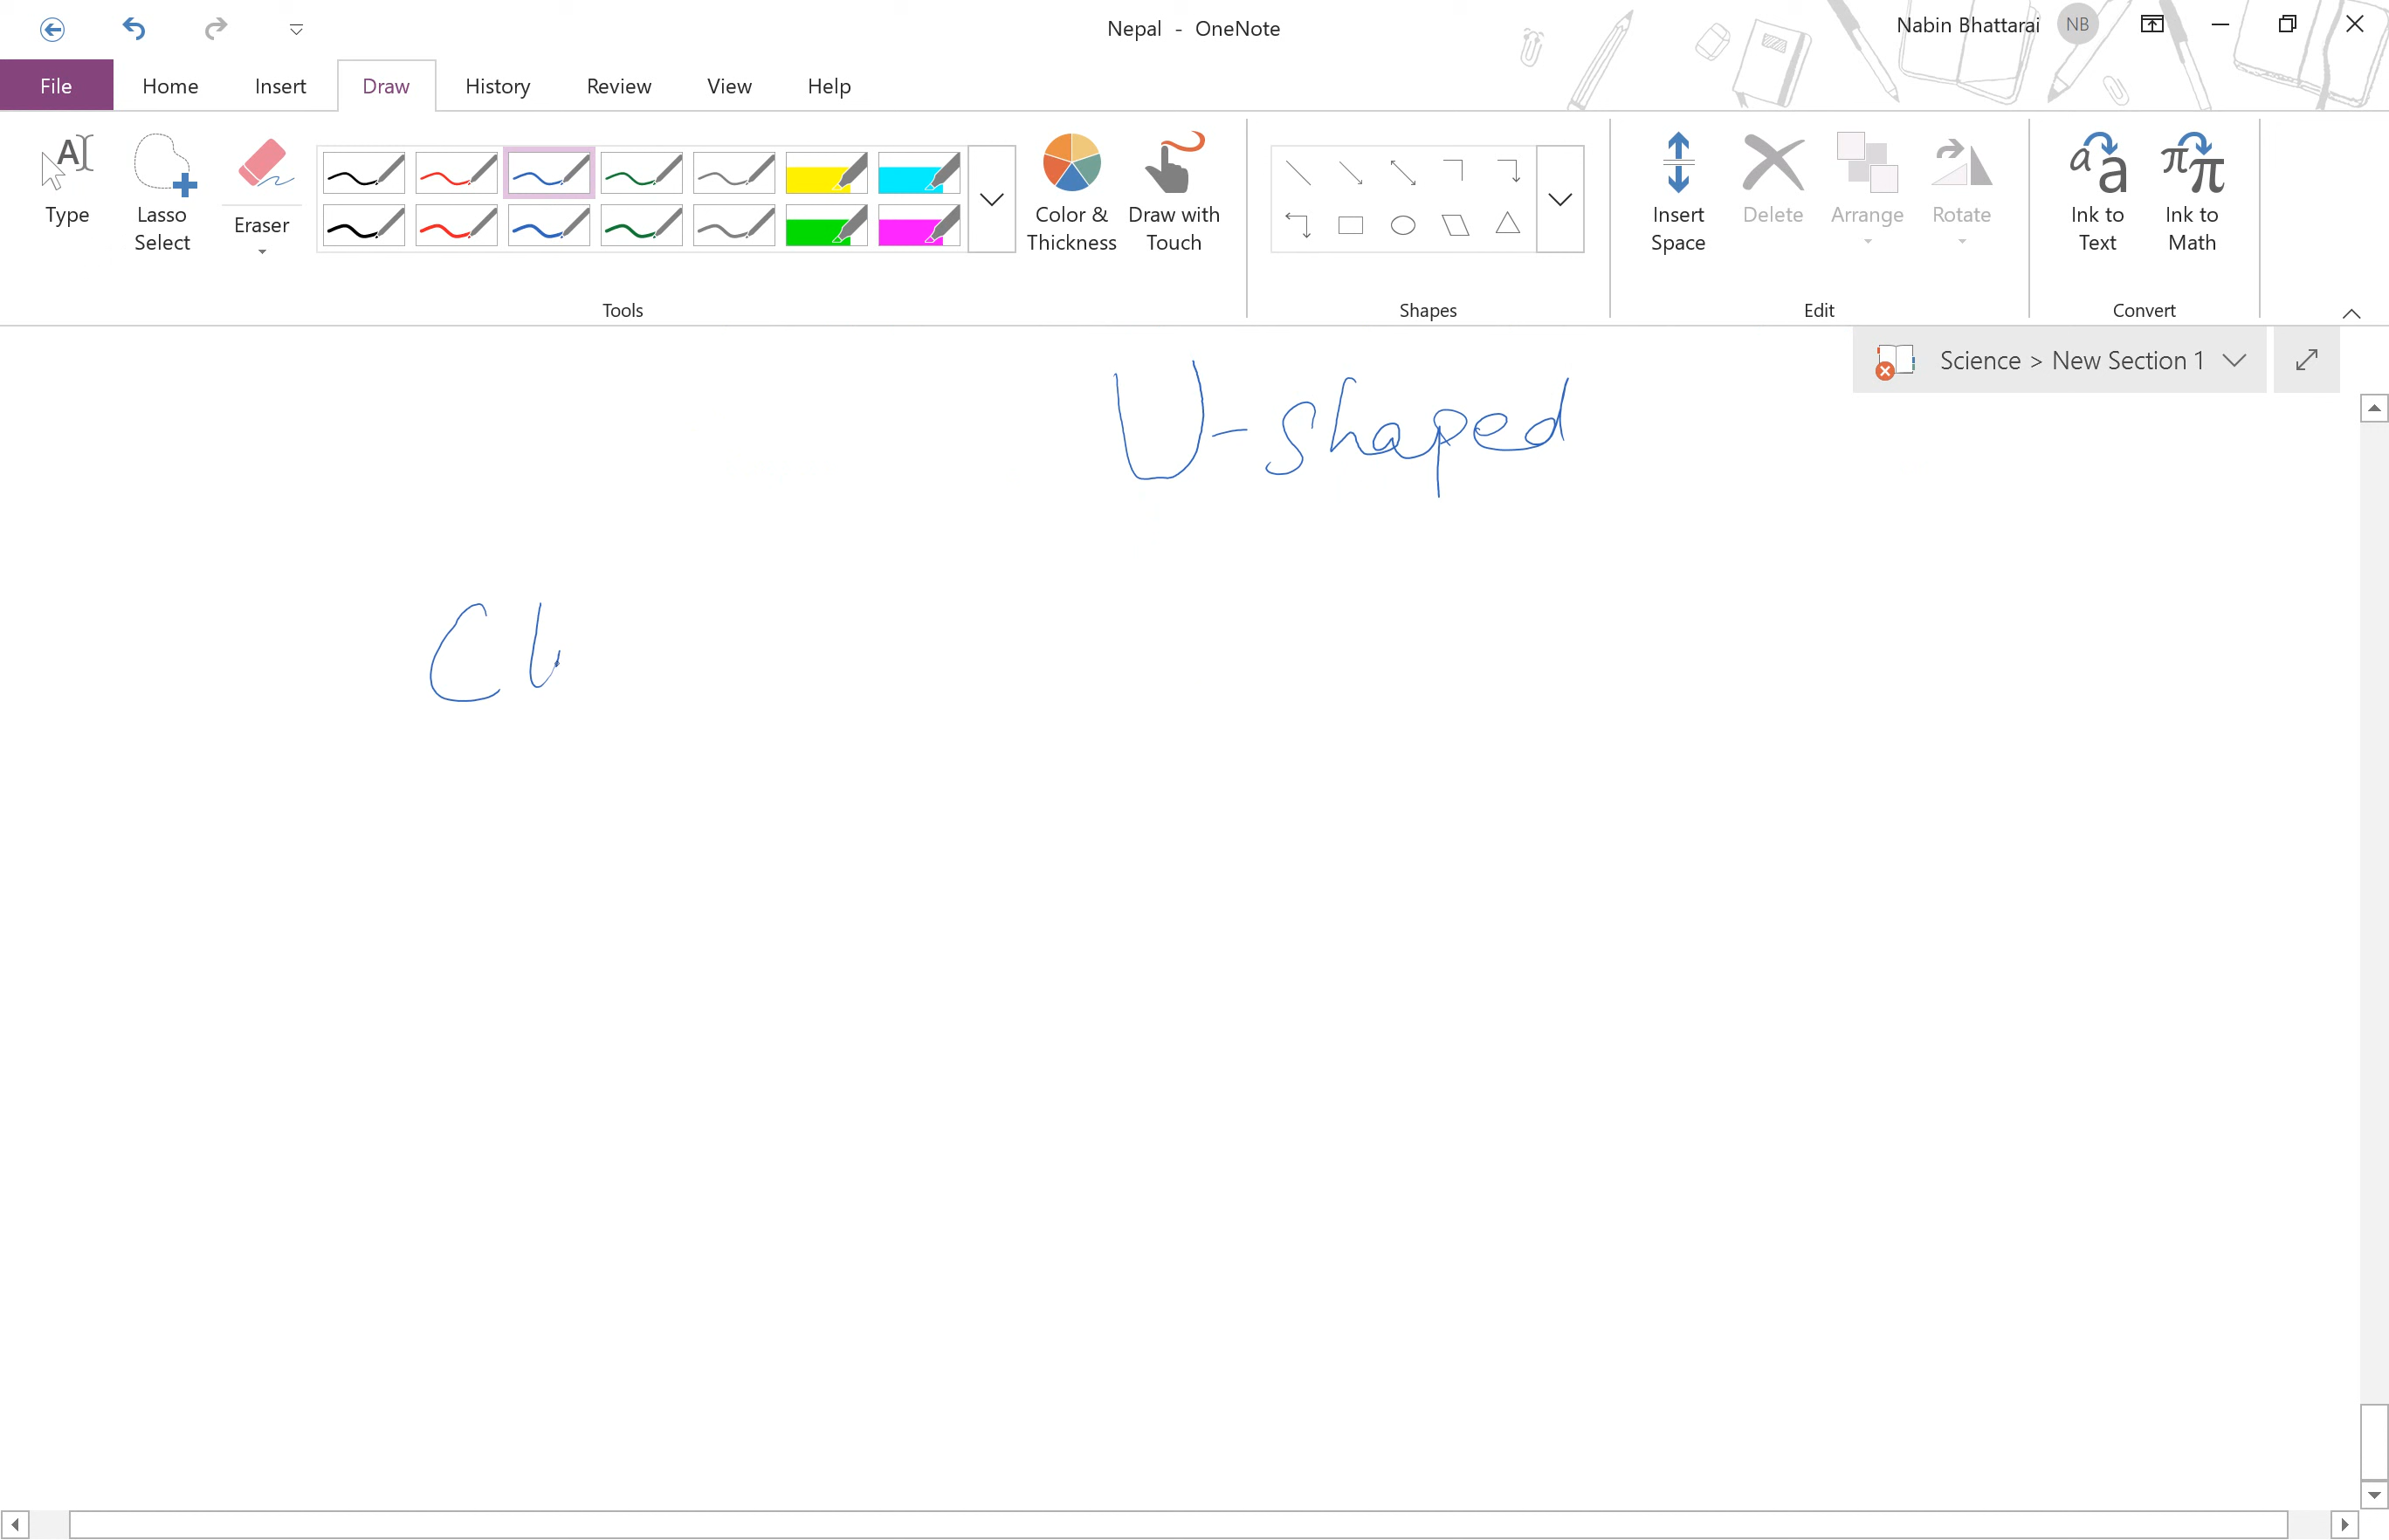 Nepal - OneNote
Nabin Bhattarai NB
File Home Insert Draw History Review View Help
Type
Lasso Select
Eraser
Color & Thickness
Draw with Touch
Insert Space
Delete
Arrange
Rotate
Ink to Text
Ink to Math
Tools
Shapes
Edit
Convert
Science > New Section 1
U-shaped